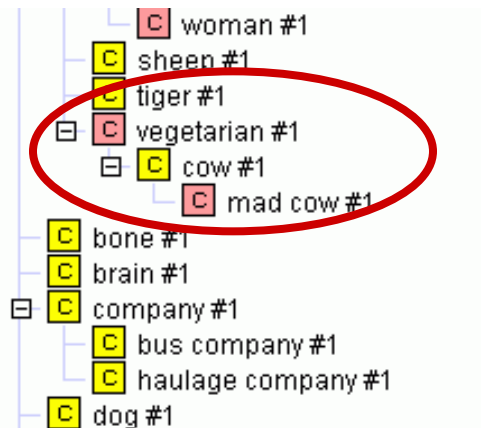 C woman #1
C sheep #1
C tiger #1
C vegetarian #1
C cow #1
C mad cow #1
C bone #1
C brain #1
C company #1
C bus company #1
C haulage company #1
C dog #1